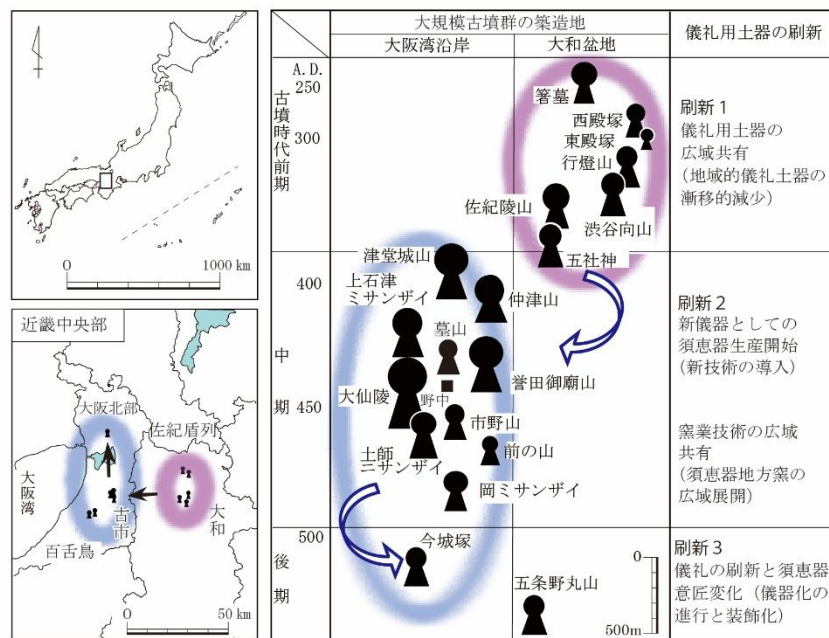 0
1000 km
近畿中央部
大阪北部
佐紀盾列
大阪湾
古市
大和
百舌鳥
0
50 km
大規模古墳群の築造地
大阪湾沿岸
大和盆地
儀礼用土器の刷新
A.D.
250
300
400
450
500
古墳時代前期
中期
後期
箸墓
西殿塚
東殿塚
行燈山
佐紀陵山
渋谷向山
五社神
津堂城山
上石津
ミサンザイ
仲津山
墓山
誉田御廟山
大仙陵
野中
市野山
土師
ニサンザイ
前の山
岡ミサンザイ
今城塚
五条野丸山
0
500m
刷新1
儀礼用土器の
広域共有
(地域的儀礼土器の
漸移的減少)
刷新2
新儀器としての
須恵器生産開始
(新技術の導入)
窯業技術の広域
共有
(須恵器地方窯の
広域展開)
刷新3
儀礼の刷新と須恵器
意匠変化(儀器化の
進行と装飾化)